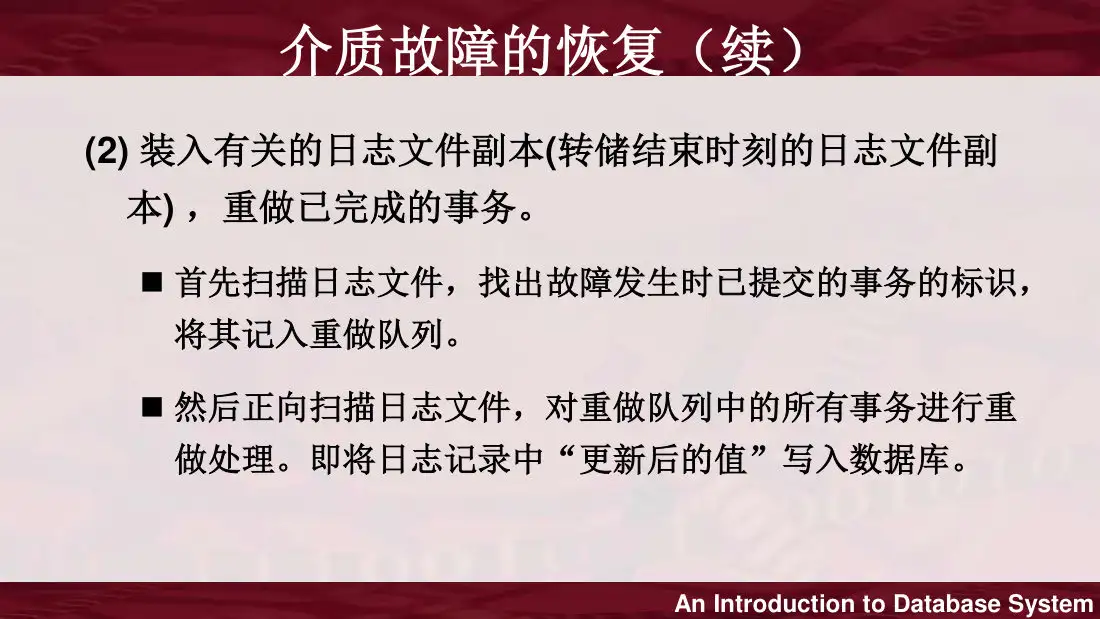 介质故障的恢复（续）
(2) 装入有关的日志文件副本(转储结束时刻的日志文件副
本) ，重做已完成的事务。
■ 首先扫描日志文件，找出故障发生时已提交的事务的标识，
将其记入重做队列。
■ 然后正向扫描日志文件，对重做队列中的所有事务进行重
做处理。即将日志记录中“更新后的值”写入数据库。
An Introduction to Database System